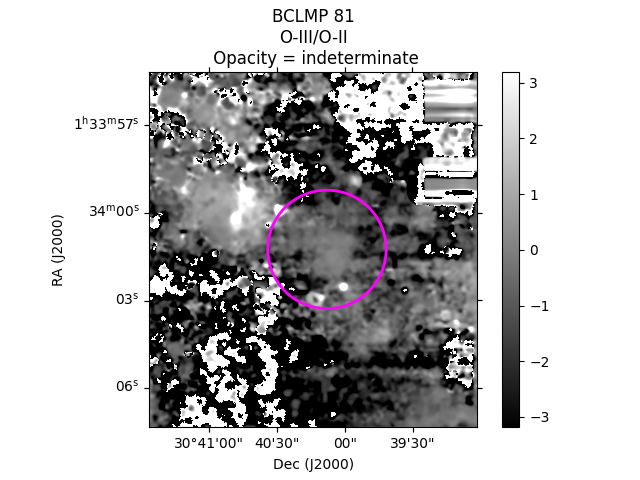 BCLMP 81
O-III/O-II
Opacity = indeterminate
1ʰ33ᵐ57ˢ
34ᵐ00ˢ
03ˢ
06ˢ
RA (J2000)
30°41'00" 40'30" 00" 39'30"
Dec (J2000)
3
2
1
0
−1
−2
−3